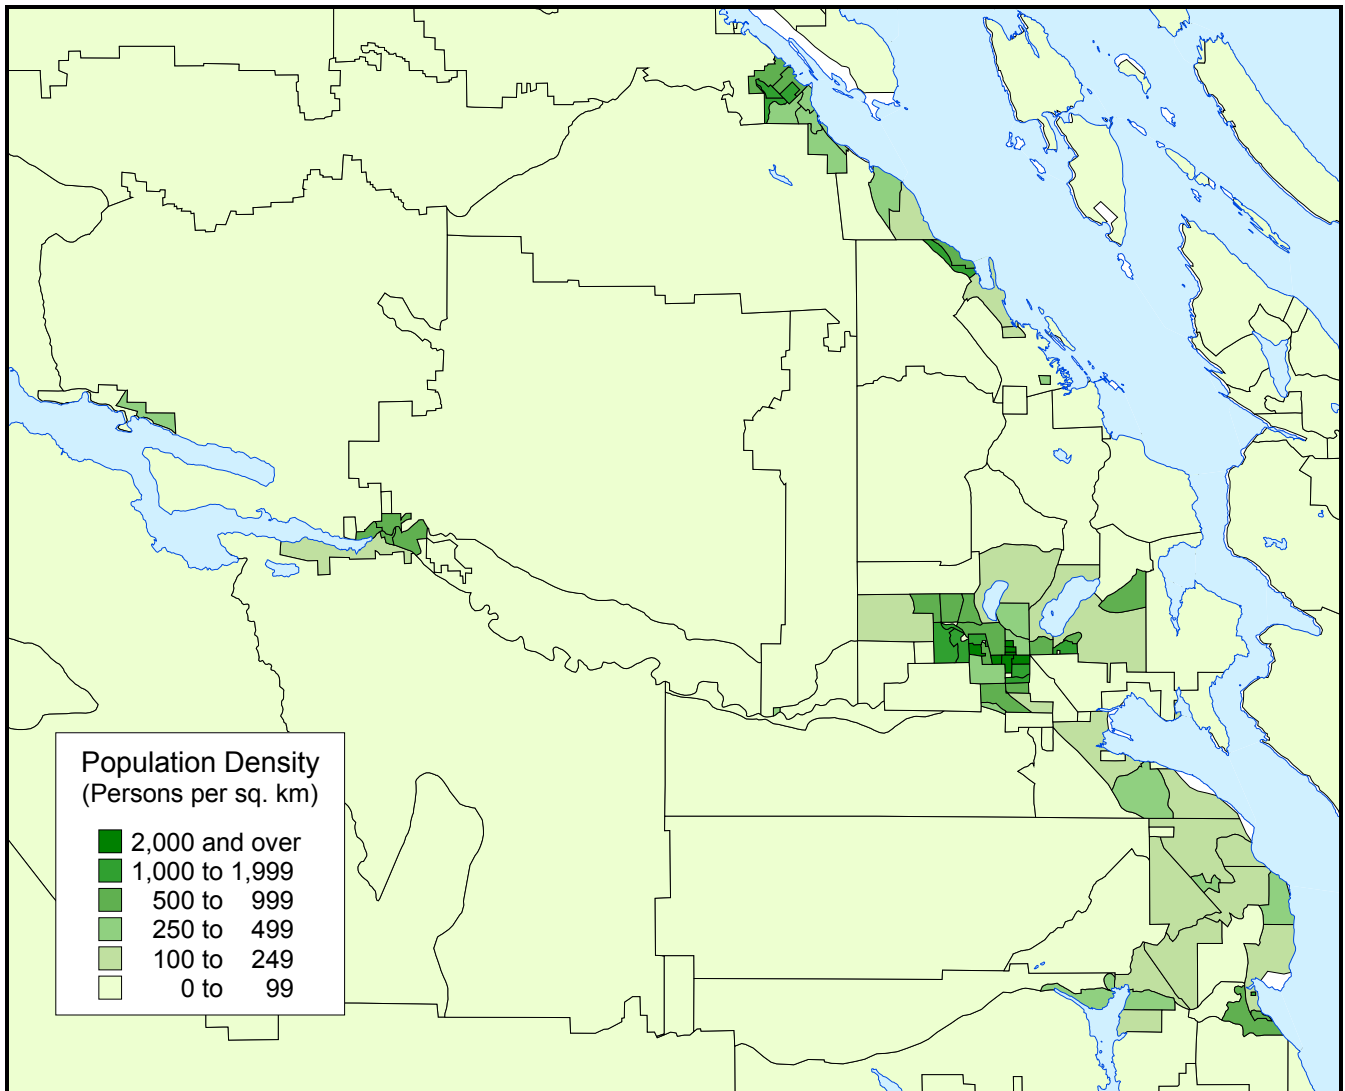 Population Density
(Persons per sq. km)
2,000 and over
1,000 to 1,999
500 to 999
250 to 499
100 to 249
0 to 99